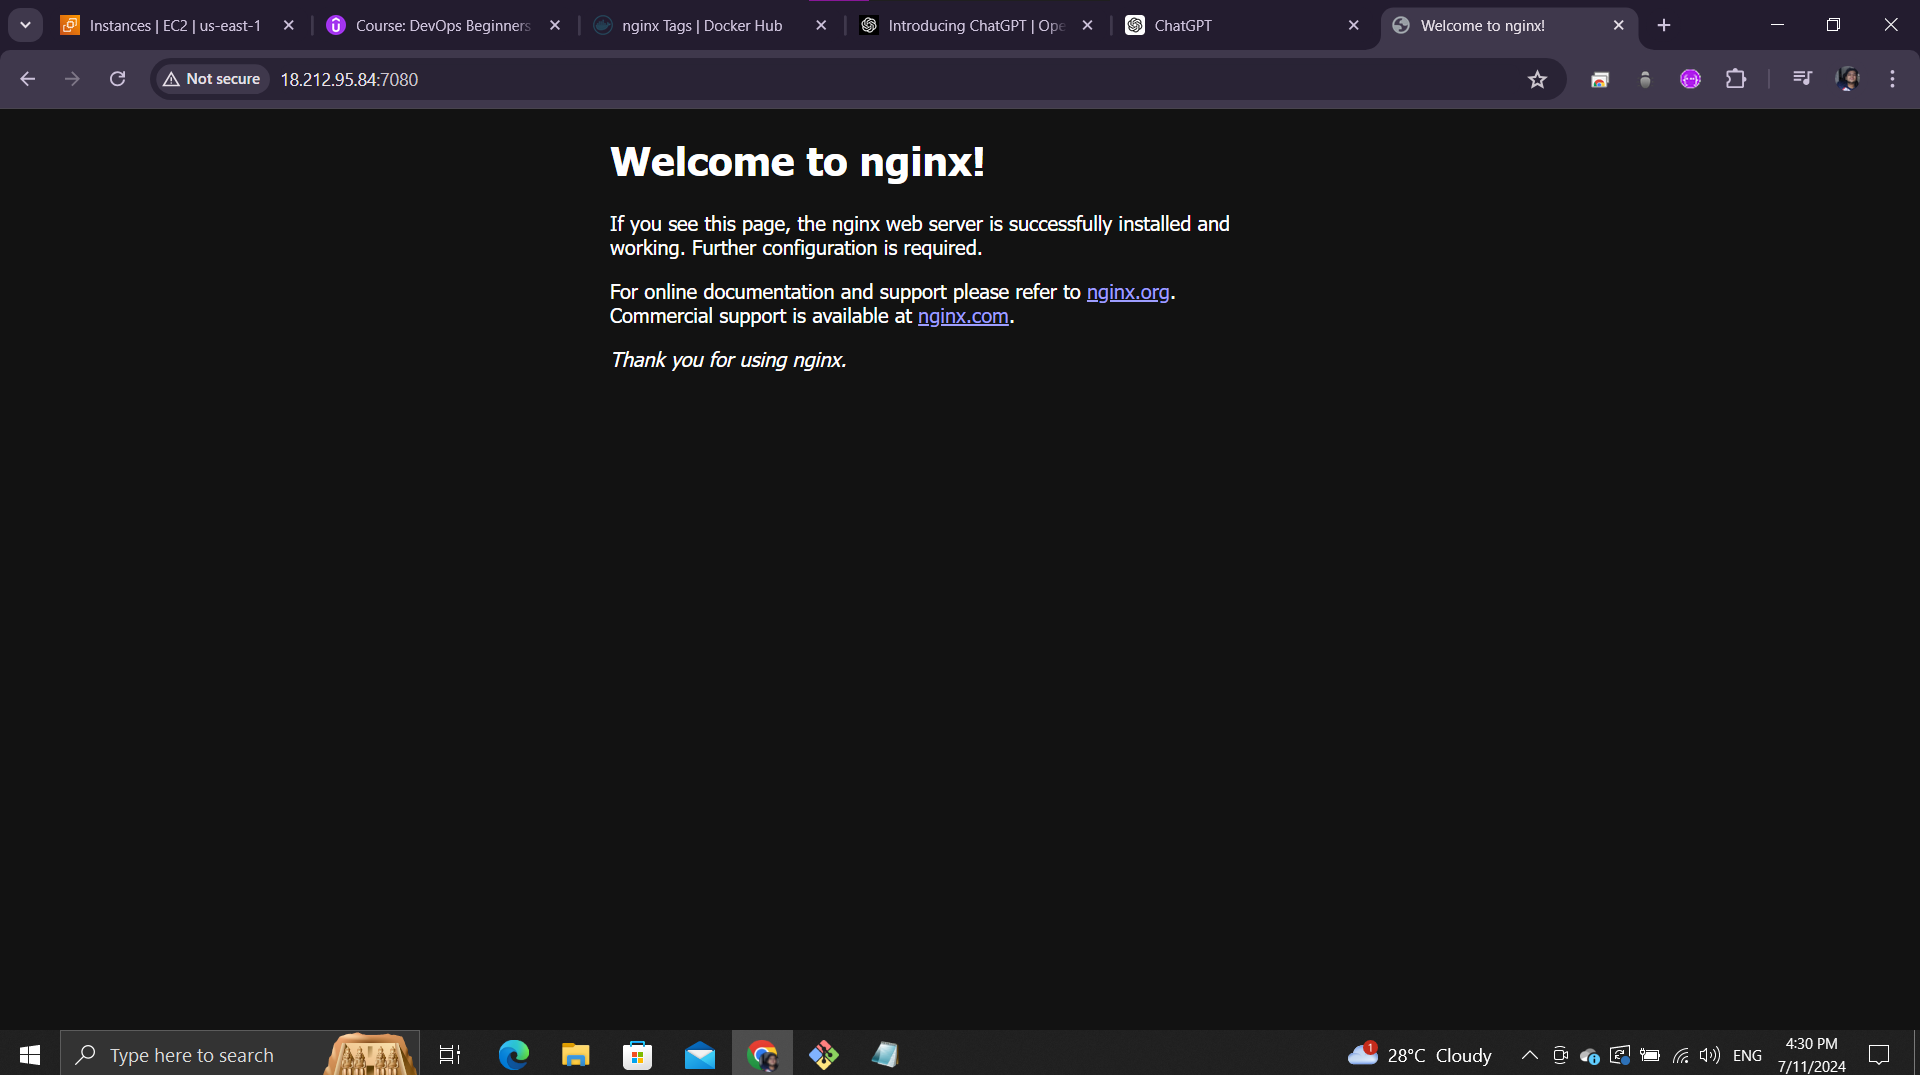 Instances | EC2 | us-east-1
Course: DevOps Beginners
nginx Tags | Docker Hub
Introducing ChatGPT | Ope
ChatGPT
Welcome to nginx!
Not secure
18.212.95.84:7080
Welcome to nginx!
If you see this page, the nginx web server is successfully installed and
working. Further configuration is required.
For online documentation and support please refer to nginx.org.
Commercial support is available at nginx.com.
Thank you for using nginx.
Type here to search
1
28°C Cloudy
ENG
4:30 PM
7/11/2024